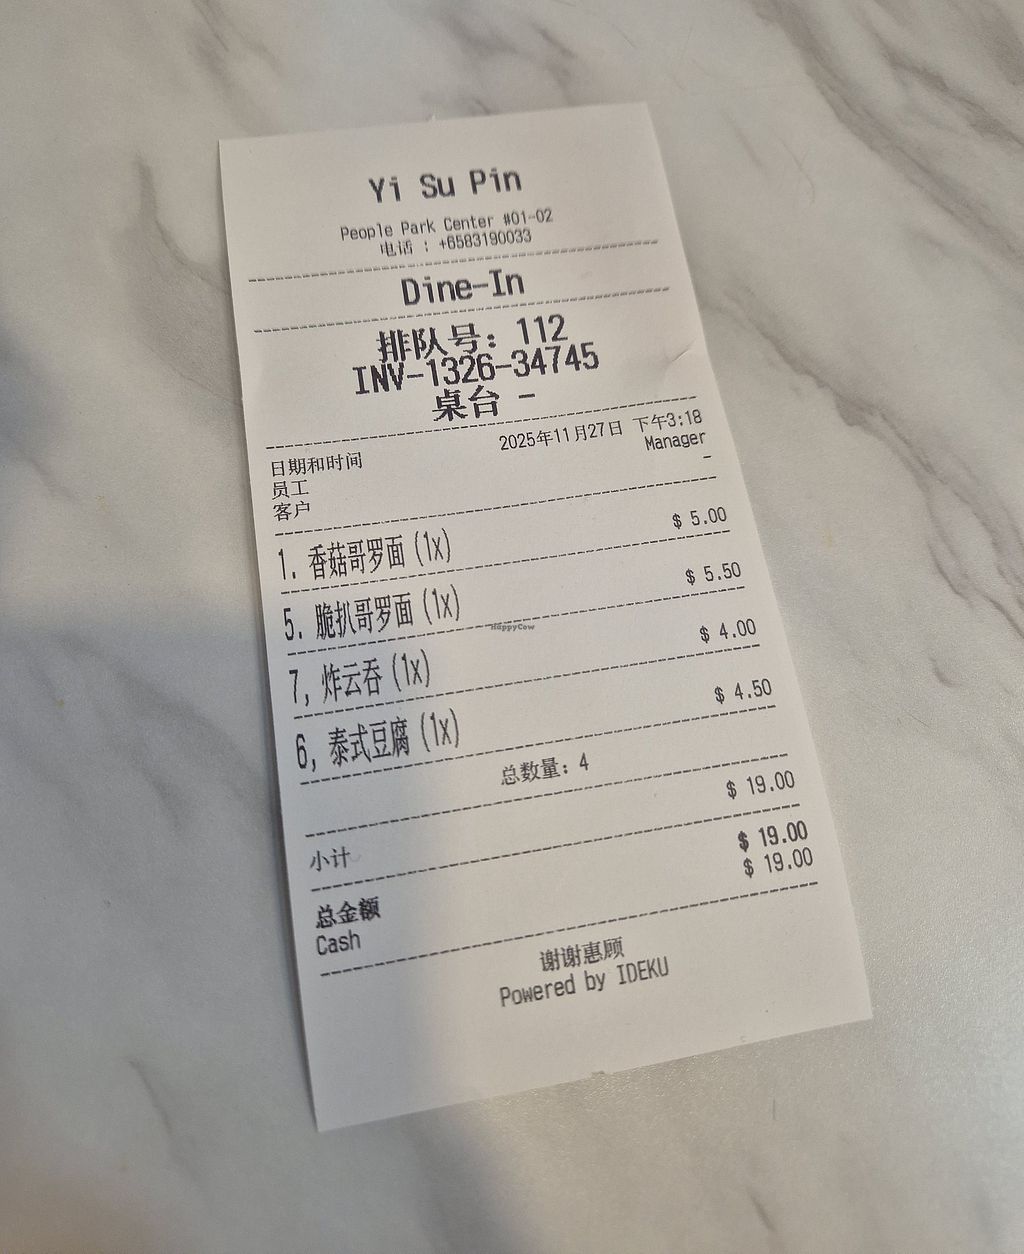 Yi Su Pin
People Park Center #01-02
电话 : +6583190033
Dine-In
排队号: 112
INV-1326-34745
桌台 -
日期和时间 2025年11月27日 下午3:18
员工 Manager
客户 -
1. 香菇哥罗面 (1x) $ 5.00
5. 脆扒哥罗面 (1x) $ 5.50
7, 炸云吞 (1x) $ 4.00
6, 泰式豆腐 (1x) $ 4.50
总数量: 4
小计 $ 19.00
总金额 $ 19.00
Cash $ 19.00
谢谢惠顾
Powered by IDEKU
HappyCow